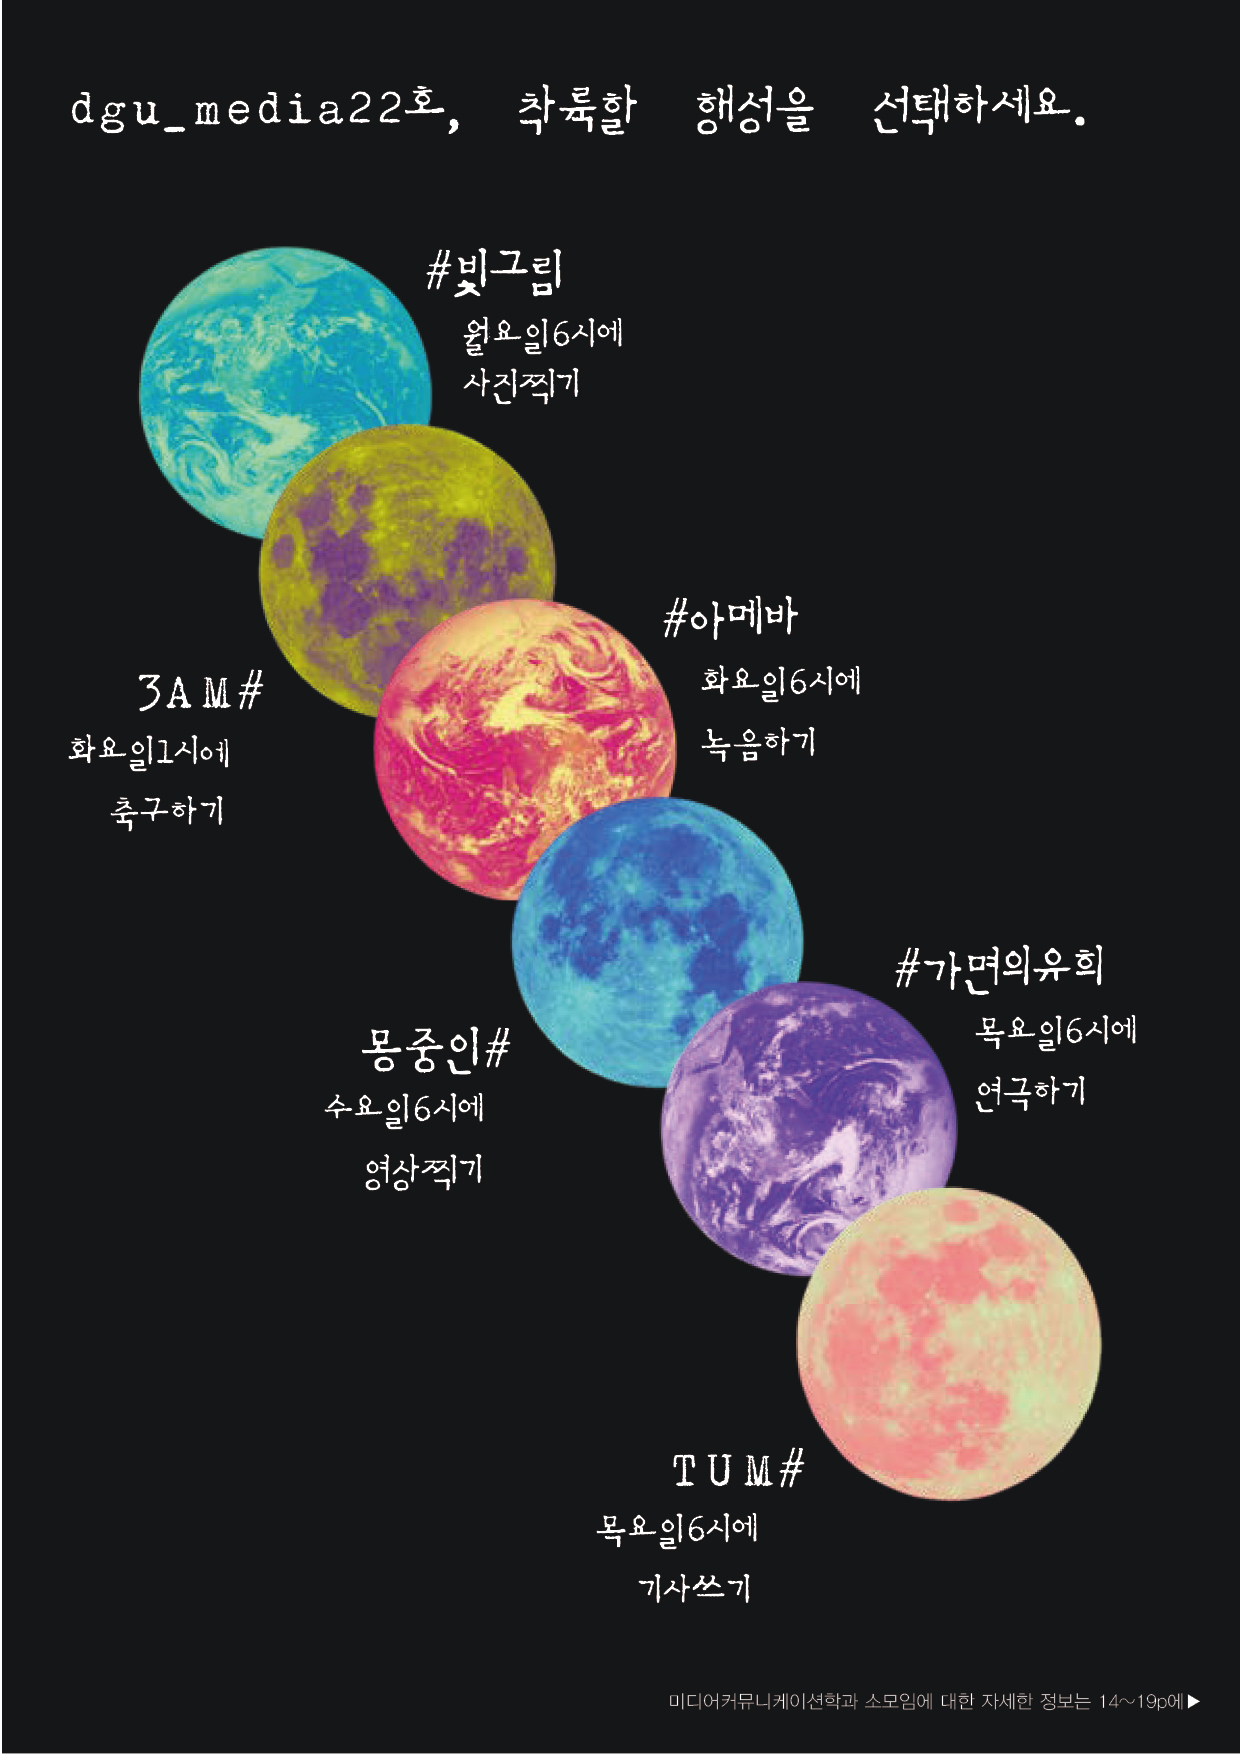 dgu_media22호, 착륙할 행성을 선택하세요.
#빛그림
월요일6시에
사진찍기
3AM#
화요일1시에
축구하기
#아메바
화요일6시에
녹음하기
몽중인#
수요일6시에
영상찍기
#가면의유희
목요일6시에
연극하기
TUM#
목요일6시에
기사쓰기
미디어커뮤니케이션학과 소모임에 대한 자세한 정보는 14~19p에▶